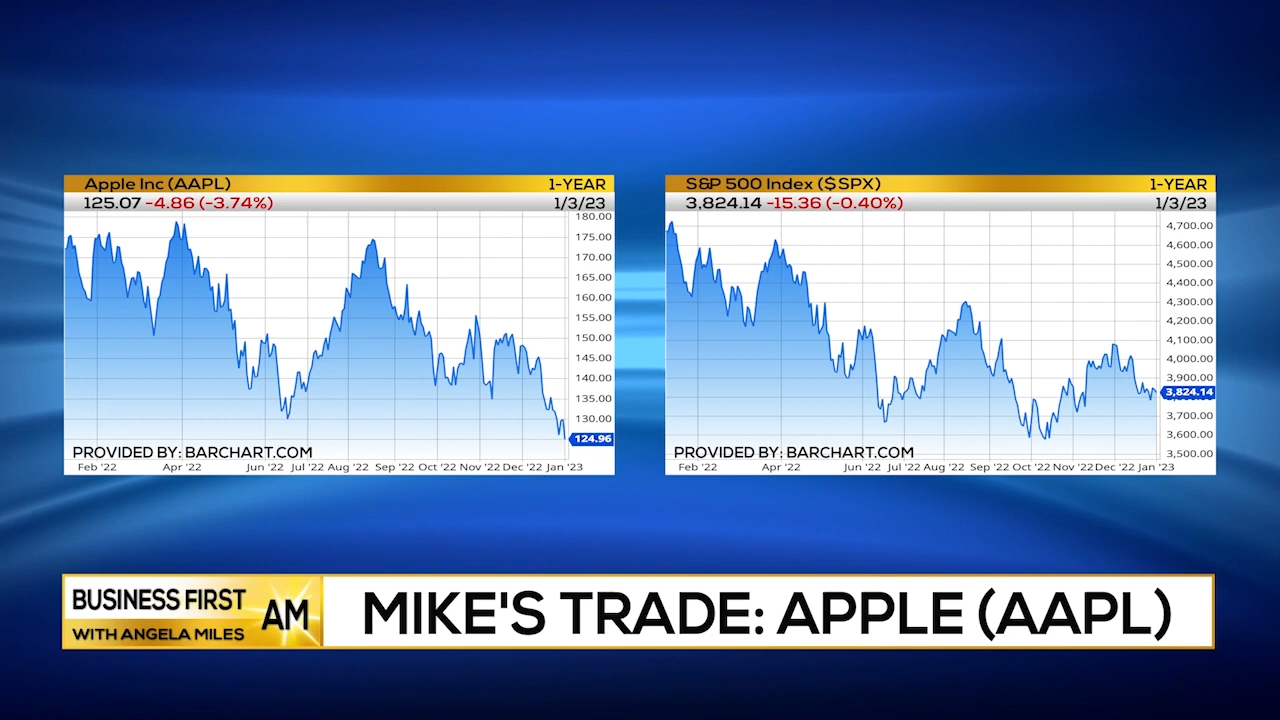 Apple Inc (AAPL) 1-YEAR
125.07 -4.86 (-3.74%) 1/3/23
180.00
175.00
170.00
165.00
160.00
155.00
150.00
145.00
140.00
135.00
130.00
124.96
PROVIDED BY: BARCHART.COM
Feb '22 Apr '22 Jun '22 Jul '22 Aug '22 Sep '22 Oct '22 Nov '22 Dec '22 Jan '23
S&P 500 Index ($SPX) 1-YEAR
3,824.14 -15.36 (-0.40%) 1/3/23
4,700.00
4,600.00
4,500.00
4,400.00
4,300.00
4,200.00
4,100.00
4,000.00
3,900.00
3,824.14
3,700.00
3,600.00
3,500.00
PROVIDED BY: BARCHART.COM
Feb '22 Apr '22 Jun '22 Jul '22 Aug '22 Sep '22 Oct '22 Nov '22 Dec '22 Jan '23
BUSINESS FIRST AM
WITH ANGELA MILES
MIKE'S TRADE: APPLE (AAPL)